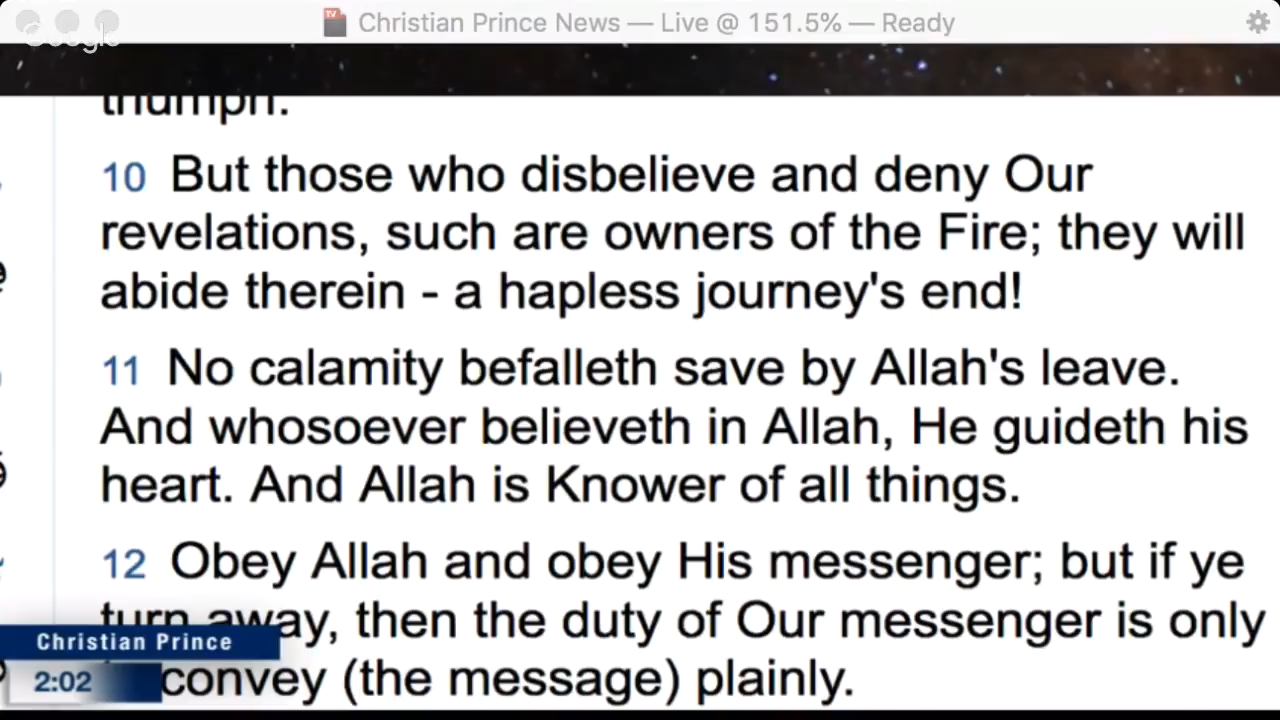 Christian Prince News — Live @ 151.5% — Ready
Google
triumph.
10 But those who disbelieve and deny Our
revelations, such are owners of the Fire; they will
abide therein - a hapless journey's end!
11 No calamity befalleth save by Allah's leave.
And whosoever believeth in Allah, He guideth his
heart. And Allah is Knower of all things.
12 Obey Allah and obey His messenger; but if ye
turn away, then the duty of Our messenger is only
convey (the message) plainly.
Christian Prince
2:02